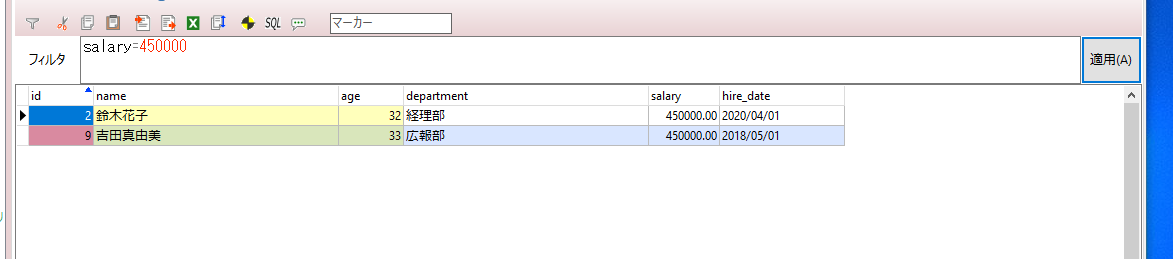 SQL マーカー
フィルタ salary=450000 適用(A)
id name age department salary hire_date
2 鈴木花子 32 経理部 450000.00 2020/04/01
9 吉田真由美 33 広報部 450000.00 2018/05/01